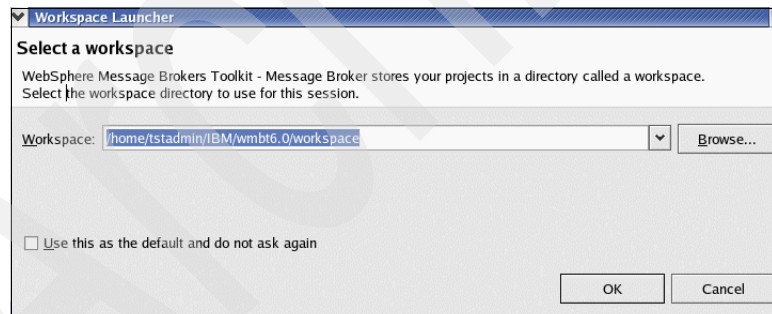 Workspace Launcher
Select a workspace
WebSphere Message Brokers Toolkit - Message Broker stores your projects in a directory called a workspace.
Select the workspace directory to use for this session.
Workspace: /home/tstadmin/IBM/wmbt6.0/workspace Browse...
Use this as the default and do not ask again
OK Cancel